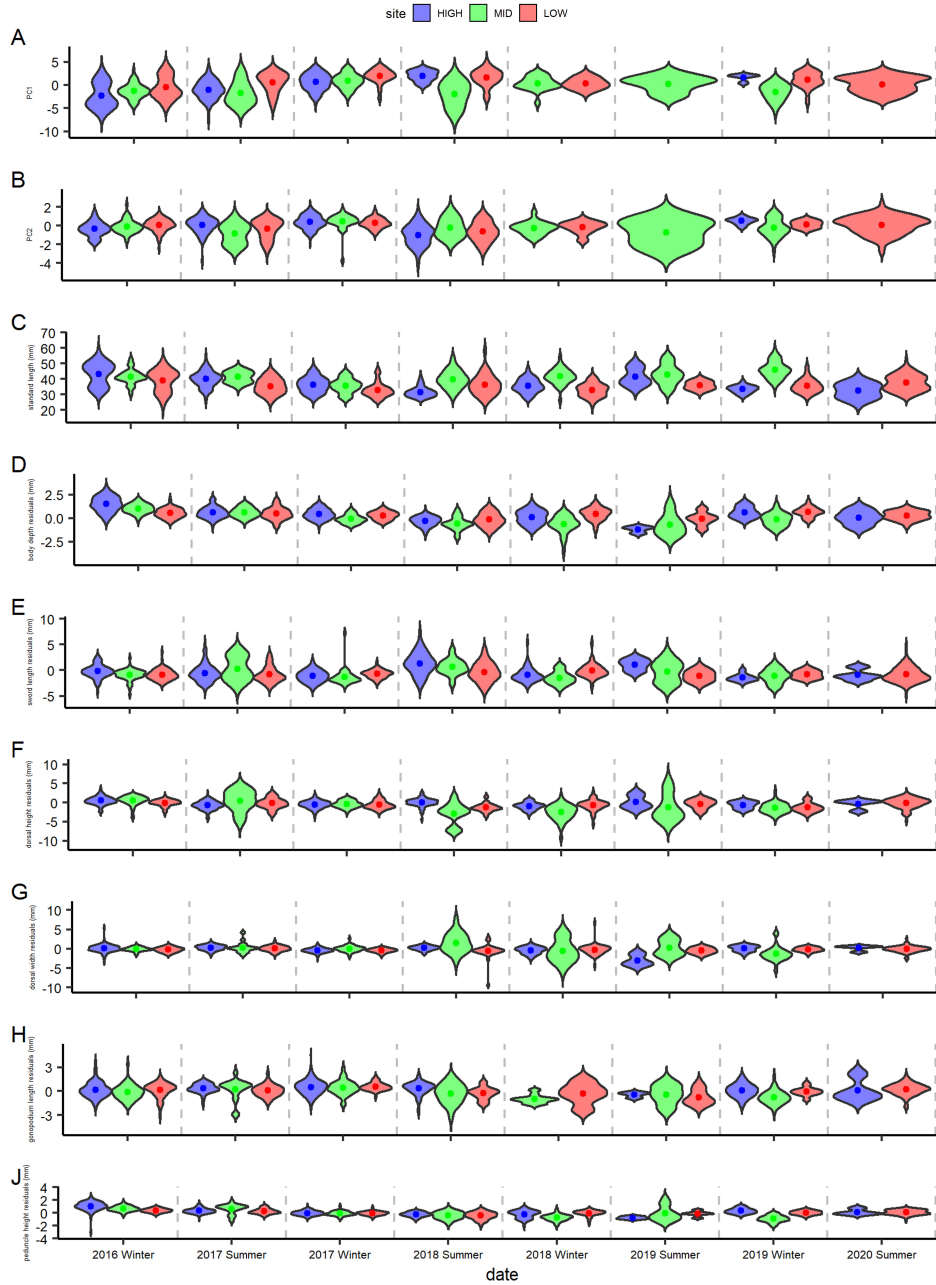 site HIGH MID LOW
A
PC1
5
0
-5
-10
B
PC2
2
0
-2
-4
C
standard length (mm)
70
60
50
40
30
20
D
body depth residuals (mm)
2.5
0.0
-2.5
E
sword length residuals (mm)
10
5
0
-5
F
dorsal height residuals (mm)
10
5
0
-5
-10
G
dorsal width residuals (mm)
10
5
0
-5
-10
H
gonopodium length residuals (mm)
3
0
-3
J
peduncle height residuals (mm)
4
2
0
-2
-4
2016 Winter 2017 Summer 2017 Winter 2018 Summer 2018 Winter 2019 Summer 2019 Winter 2020 Summer
date